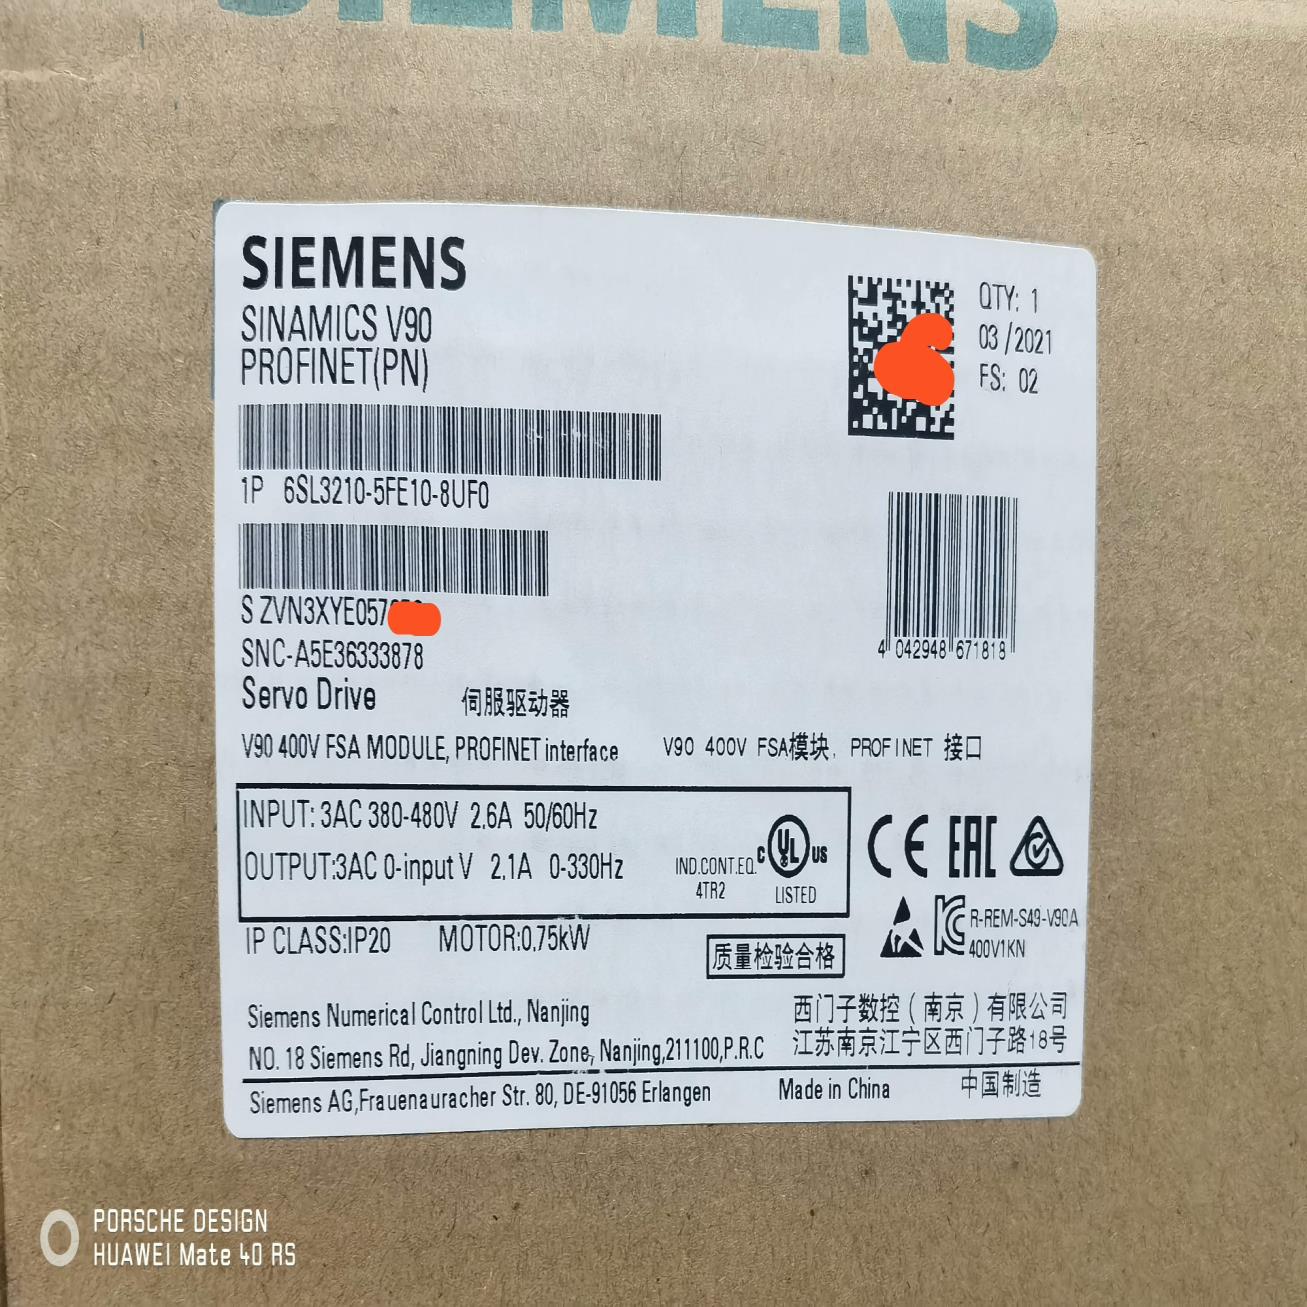 SIEMENS
SIEMENS
SINAMICS V90
PROFINET(PN)
QTY: 1
03/2021
FS: 02
1P 6SL3210-5FE10-8UF0
S ZVN3XYE057
4 042948 671818
SNC-A5E36333878
Servo Drive 伺服驱动器
V90 400V FSA MODULE, PROFINET interface V90 400V FSA模块, PROFINET 接口
INPUT: 3AC 380-480V 2,6A 50/60Hz
OUTPUT:3AC 0-input V 2,1A 0-330Hz
IND.CONT.EQ.
4TR2
C UL US
LISTED
CE EAC
R-REM-S49-V90A
400V1KN
IP CLASS:IP20 MOTOR:0,75kW
质量检验合格
Siemens Numerical Control Ltd., Nanjing 西门子数控(南京)有限公司
NO. 18 Siemens Rd, Jiangning Dev. Zone, Nanjing,211100,P.R.C 江苏南京江宁区西门子路18号
Siemens AG,Frauenauracher Str. 80, DE-91056 Erlangen Made in China 中国制造
PORSCHE DESIGN
HUAWEI Mate 40 RS